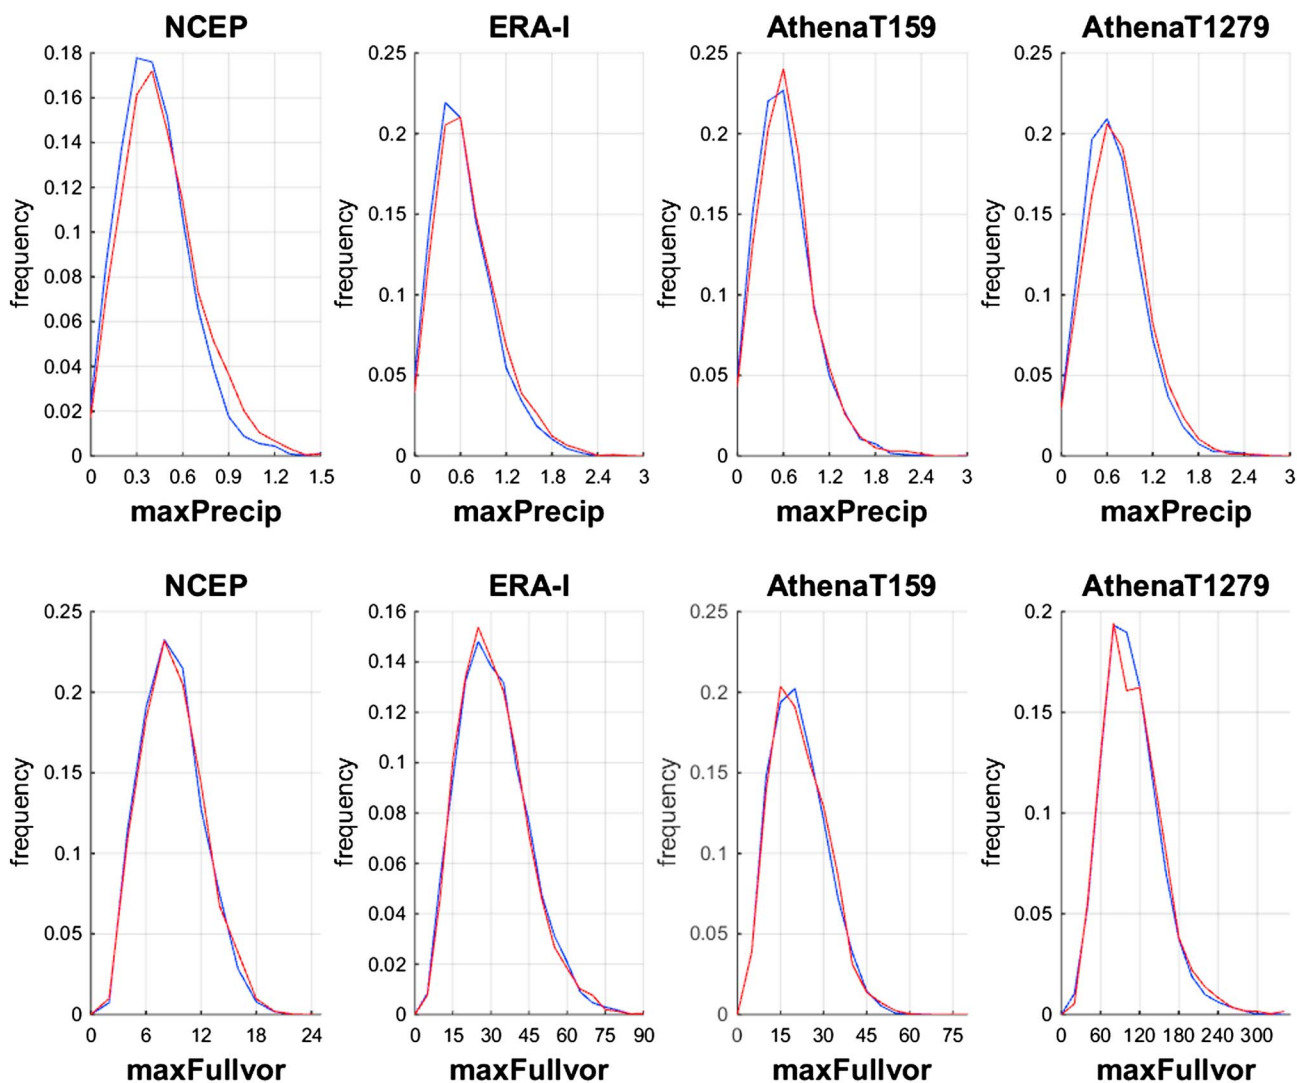 NCEP ERA-I AthenaT159 AthenaT1279
0.18 0.16 0.14 0.12 0.1 0.08 0.06 0.04 0.02 0
frequency
0 0.3 0.6 0.9 1.2 1.5
maxPrecip
0.25 0.2 0.15 0.1 0.05 0
frequency
0 0.6 1.2 1.8 2.4 3
maxPrecip
0.25 0.2 0.15 0.1 0.05 0
frequency
0 0.6 1.2 1.8 2.4 3
maxPrecip
0.25 0.2 0.15 0.1 0.05 0
frequency
0 0.6 1.2 1.8 2.4 3
maxPrecip
NCEP ERA-I AthenaT159 AthenaT1279
0.25 0.2 0.15 0.1 0.05 0
frequency
0 6 12 18 24
maxFullvor
0.16 0.14 0.12 0.1 0.08 0.06 0.04 0.02 0
frequency
0 15 30 45 60 75 90
maxFullvor
0.25 0.2 0.15 0.1 0.05 0
frequency
0 15 30 45 60 75
maxFullvor
0.2 0.15 0.1 0.05 0
frequency
0 60 120 180 240 300
maxFullvor